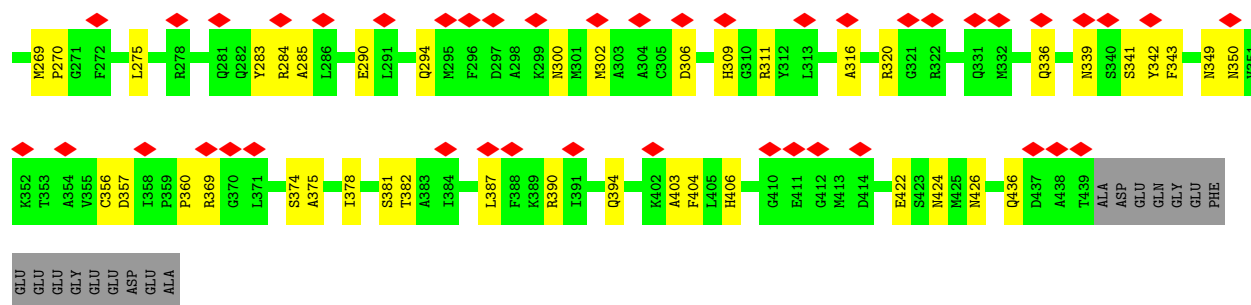 M269
P270
G271
F272
L275
R278
Q281
Q282
Y283
R284
A285
L286
E290
L291
Q294
M295
F296
D297
A298
K299
N300
M301
M302
A303
A304
C305
D306
H309
G310
R311
Y312
L313
A316
R320
G321
R322
Q331
M332
Q336
N339
S340
S341
Y342
F343
N349
N350
K352
T353
A354
V355
C356
D357
I358
P359
P360
R369
G370
L371
S374
A375
I378
S381
T382
A383
I384
L387
F388
K389
R390
I391
Q394
K402
A403
F404
L405
H406
G410
E411
G412
M413
D414
E422
S423
N424
M425
N426
Q436
D437
A438
T439
ALA
ASP
GLU
GLN
GLY
GLU
PHE
GLU
GLU
GLU
GLY
GLU
GLU
ASP
GLU
ALA